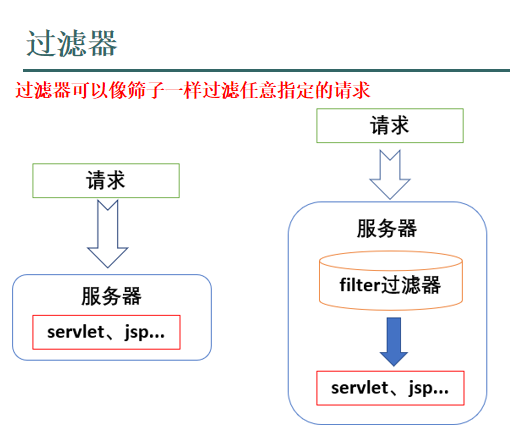 过滤器
过滤器可以像筛子一样过滤任意指定的请求
请求
服务器
servlet、jsp...
请求
服务器
filter过滤器
servlet、jsp...